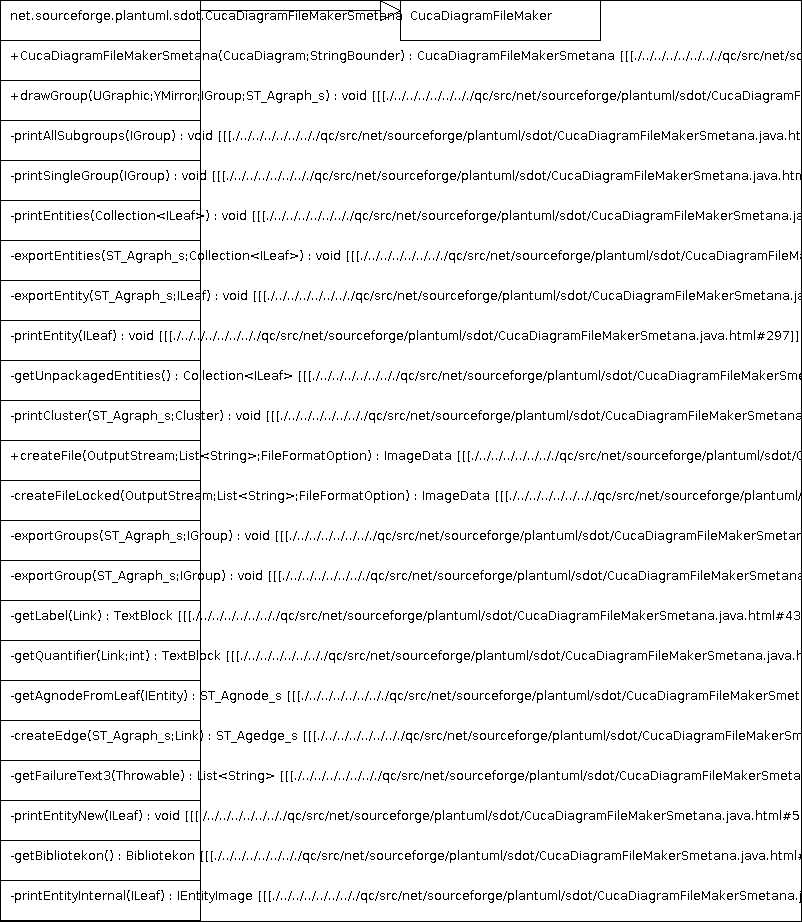 net.sourceforge.plantuml.sdot.CucaDiagramFileMakerSmetana
CucaDiagramFileMaker
+CucaDiagramFileMakerSmetana(CucaDiagram;StringBounder) : CucaDiagramFileMakerSmetana [[[./../../../../../../qc/src/net/so
+drawGroup(UGraphic;YMirror;IGroup;ST_Agraph_s) : void [[[./../../../../../../qc/src/net/sourceforge/plantuml/sdot/CucaDiagramF
-printAllSubgroups(IGroup) : void [[[./../../../../../../qc/src/net/sourceforge/plantuml/sdot/CucaDiagramFileMakerSmetana.java.ht
-printSingleGroup(IGroup) : void [[[./../../../../../../qc/src/net/sourceforge/plantuml/sdot/CucaDiagramFileMakerSmetana.java.htm
-printEntities(Collection<ILeaf>) : void [[[./../../../../../../qc/src/net/sourceforge/plantuml/sdot/CucaDiagramFileMakerSmetana.ja
-exportEntities(ST_Agraph_s;Collection<ILeaf>) : void [[[./../../../../../../qc/src/net/sourceforge/plantuml/sdot/CucaDiagramFileMa
-exportEntity(ST_Agraph_s;ILeaf) : void [[[./../../../../../../qc/src/net/sourceforge/plantuml/sdot/CucaDiagramFileMakerSmetana.ja
-printEntity(ILeaf) : void [[[./../../../../../../qc/src/net/sourceforge/plantuml/sdot/CucaDiagramFileMakerSmetana.java.html#297]]
-getUnpackagedEntities() : Collection<ILeaf> [[[./../../../../../../qc/src/net/sourceforge/plantuml/sdot/CucaDiagramFileMakerSme
-printCluster(ST_Agraph_s;Cluster) : void [[[./../../../../../../qc/src/net/sourceforge/plantuml/sdot/CucaDiagramFileMakerSmetana
+createFile(OutputStream;List<String>;FileFormatOption) : ImageData [[[./../../../../../../qc/src/net/sourceforge/plantuml/sdot/C
-createFileLocked(OutputStream;List<String>;FileFormatOption) : ImageData [[[./../../../../../../qc/src/net/sourceforge/plantuml/
-exportGroups(ST_Agraph_s;IGroup) : void [[[./../../../../../../qc/src/net/sourceforge/plantuml/sdot/CucaDiagramFileMakerSmetan
-exportGroup(ST_Agraph_s;IGroup) : void [[[./../../../../../../qc/src/net/sourceforge/plantuml/sdot/CucaDiagramFileMakerSmetana
-getLabel(Link) : TextBlock [[[./../../../../../../qc/src/net/sourceforge/plantuml/sdot/CucaDiagramFileMakerSmetana.java.html#43
-getQuantifier(Link;int) : TextBlock [[[./../../../../../../qc/src/net/sourceforge/plantuml/sdot/CucaDiagramFileMakerSmetana.java.h
-getAgnodeFromLeaf(IEntity) : ST_Agnode_s [[[./../../../../../../qc/src/net/sourceforge/plantuml/sdot/CucaDiagramFileMakerSmet
-createEdge(ST_Agraph_s;Link) : ST_Agedge_s [[[./../../../../../../qc/src/net/sourceforge/plantuml/sdot/CucaDiagramFileMakerSm
-getFailureText3(Throwable) : List<String> [[[./../../../../../../qc/src/net/sourceforge/plantuml/sdot/CucaDiagramFileMakerSmeta
-printEntityNew(ILeaf) : void [[[./../../../../../../qc/src/net/sourceforge/plantuml/sdot/CucaDiagramFileMakerSmetana.java.html#5
-getBibliotekon() : Bibliotekon [[[./../../../../../../qc/src/net/sourceforge/plantuml/sdot/CucaDiagramFileMakerSmetana.java.html#
-printEntityInternal(ILeaf) : IEntityImage [[[./../../../../../../qc/src/net/sourceforge/plantuml/sdot/CucaDiagramFileMakerSmetana.j